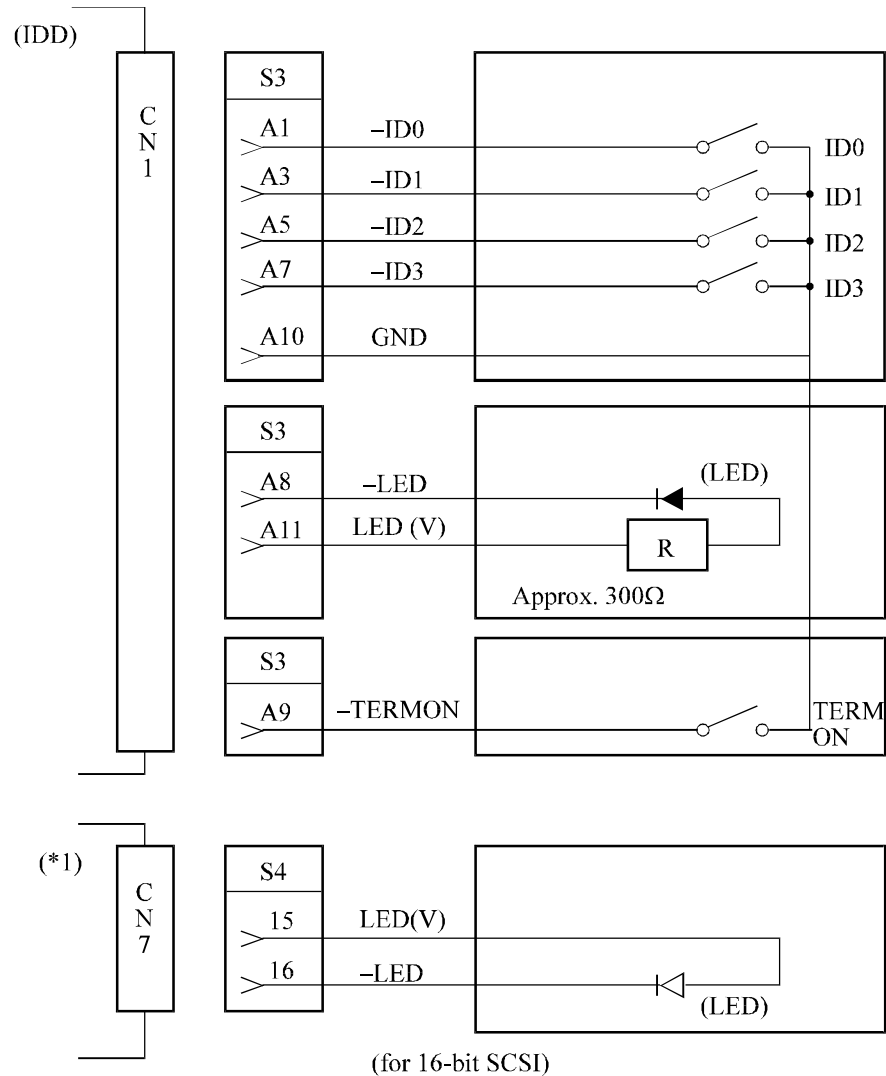 (IDD)
CN1
S3
A1
–ID0
ID0
A3
–ID1
ID1
A5
–ID2
ID2
A7
–ID3
ID3
A10
GND
S3
A8
–LED
(LED)
A11
LED (V)
R
Approx. 300Ω
S3
A9
–TERMON
TERM
ON
(*1)
CN7
S4
15
LED(V)
16
–LED
(LED)
(for 16-bit SCSI)